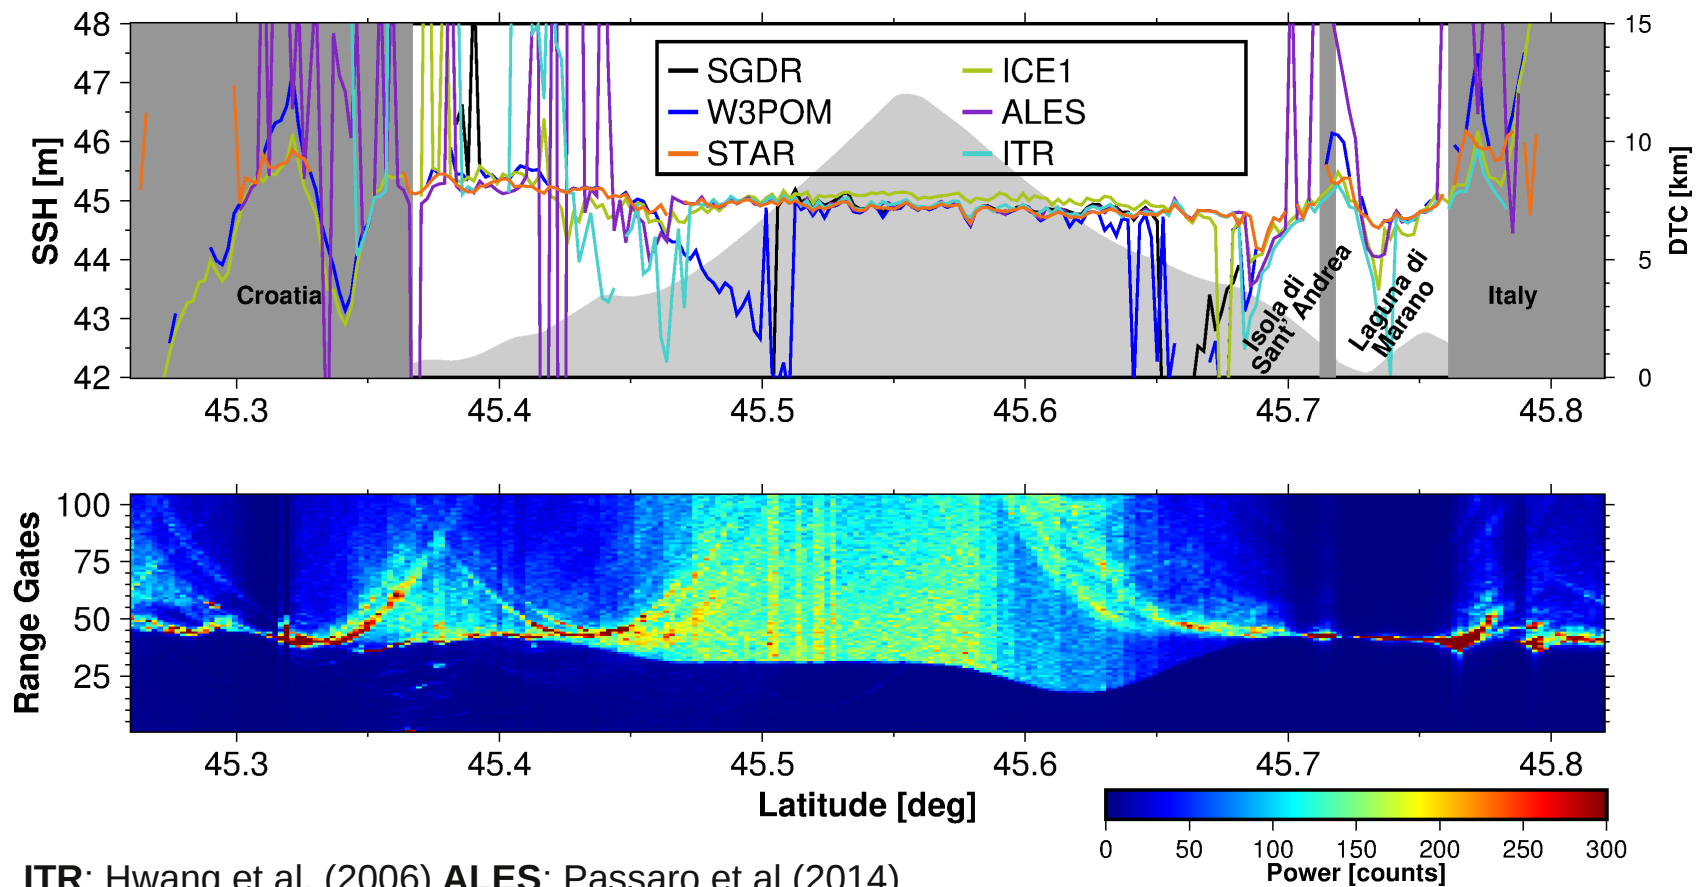 48
47
46
45
44
43
42
SSH [m]
15
10
5
0
DTC [km]
SGDR
W3POM
STAR
ICE1
ALES
ITR
Croatia
Isola di
Sant' Andrea
Laguna di
Marano
Italy
45.3 45.4 45.5 45.6 45.7 45.8
100
75
50
25
Range Gates
45.3 45.4 45.5 45.6 45.7 45.8
Latitude [deg]
0 50 100 150 200 250 300
Power [counts]
ITR: Hwang et al. (2006) ALES: Passaro et al (2014)